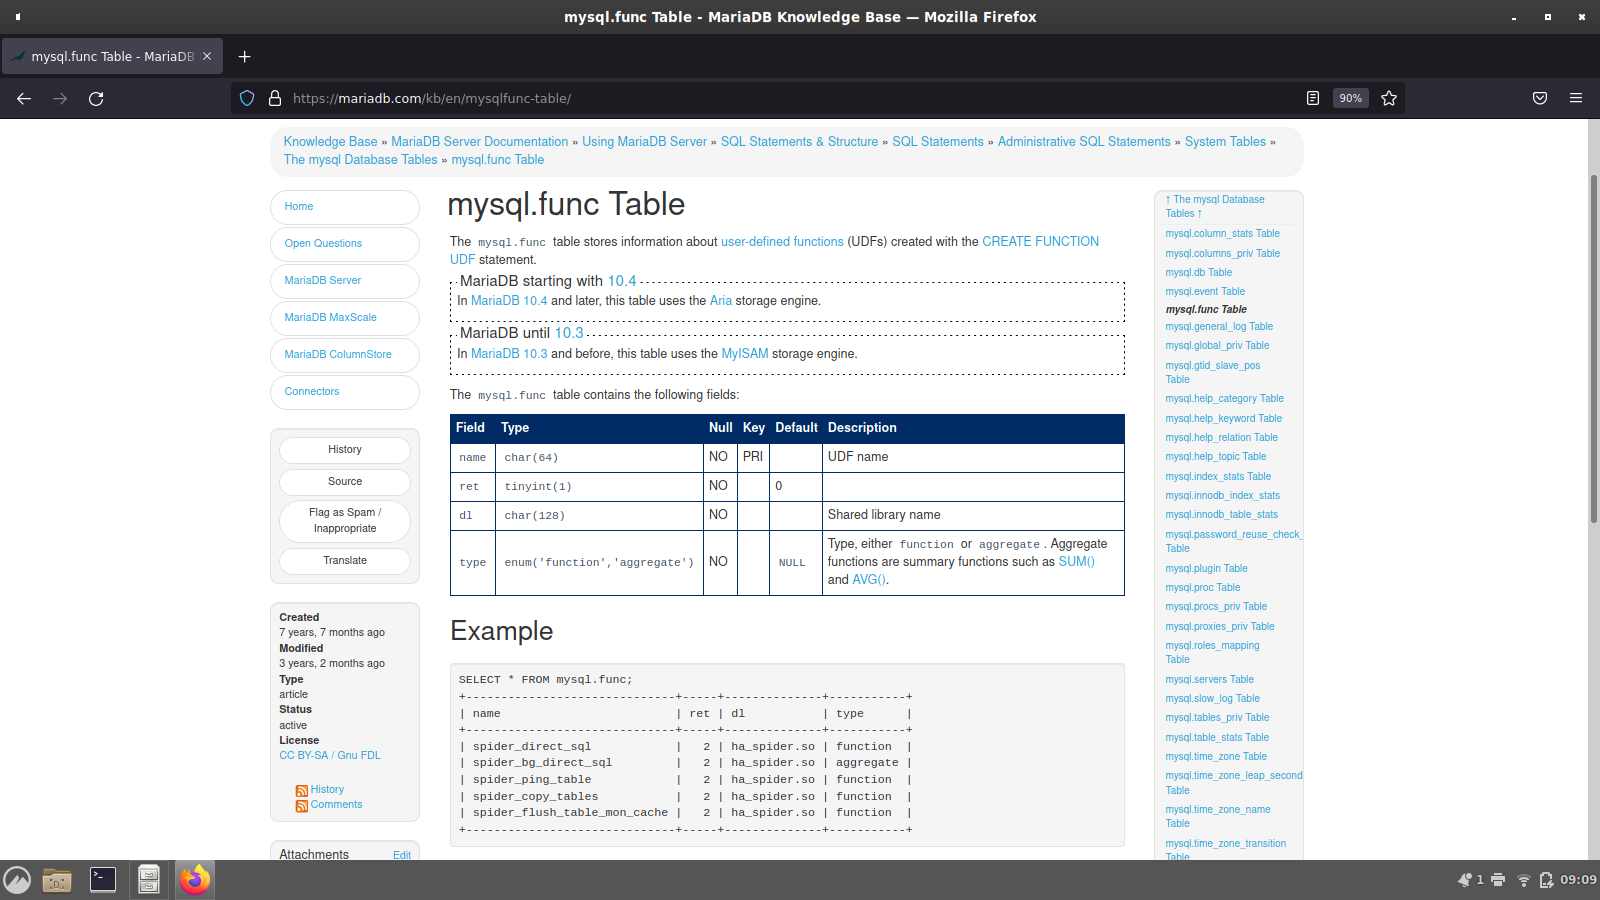 mysql.func Table - MariaDB Knowledge Base — Mozilla Firefox
mysql.func Table - MariaDB
https://mariadb.com/kb/en/mysqlfunc-table/
90%
Knowledge Base » MariaDB Server Documentation » Using MariaDB Server » SQL Statements & Structure » SQL Statements » Administrative SQL Statements » System Tables »
The mysql Database Tables » mysql.func Table
Home
Open Questions
MariaDB Server
MariaDB MaxScale
MariaDB ColumnStore
Connectors
History
Source
Flag as Spam /
Inappropriate
Translate
Created
7 years, 7 months ago
Modified
3 years, 2 months ago
Type
article
Status
active
License
CC BY-SA / Gnu FDL
History
Comments
Attachments Edit
mysql.func Table
The mysql.func table stores information about user-defined functions (UDFs) created with the CREATE FUNCTION
UDF statement.
MariaDB starting with 10.4
In MariaDB 10.4 and later, this table uses the Aria storage engine.
MariaDB until 10.3
In MariaDB 10.3 and before, this table uses the MyISAM storage engine.
The mysql.func table contains the following fields:
Field Type Null Key Default Description
name char(64) NO PRI UDF name
ret tinyint(1) NO 0
dl char(128) NO Shared library name
type enum('function','aggregate') NO NULL Type, either function or aggregate. Aggregate
functions are summary functions such as SUM()
and AVG().
Example
SELECT * FROM mysql.func;
+------------------------------+-----+--------------+-----------+
| name                         | ret | dl           | type      |
+------------------------------+-----+--------------+-----------+
| spider_direct_sql            |   2 | ha_spider.so | function  |
| spider_bg_direct_sql         |   2 | ha_spider.so | aggregate |
| spider_ping_table            |   2 | ha_spider.so | function  |
| spider_copy_tables           |   2 | ha_spider.so | function  |
| spider_flush_table_mon_cache |   2 | ha_spider.so | function  |
+------------------------------+-----+--------------+-----------+
↑ The mysql Database
Tables ↑
mysql.column_stats Table
mysql.columns_priv Table
mysql.db Table
mysql.event Table
mysql.func Table
mysql.general_log Table
mysql.global_priv Table
mysql.gtid_slave_pos
Table
mysql.help_category Table
mysql.help_keyword Table
mysql.help_relation Table
mysql.help_topic Table
mysql.index_stats Table
mysql.innodb_index_stats
mysql.innodb_table_stats
mysql.password_reuse_check_
Table
mysql.plugin Table
mysql.proc Table
mysql.procs_priv Table
mysql.proxies_priv Table
mysql.roles_mapping
Table
mysql.servers Table
mysql.slow_log Table
mysql.tables_priv Table
mysql.table_stats Table
mysql.time_zone Table
mysql.time_zone_leap_second
Table
mysql.time_zone_name
Table
mysql.time_zone_transition
Table
1
09:09